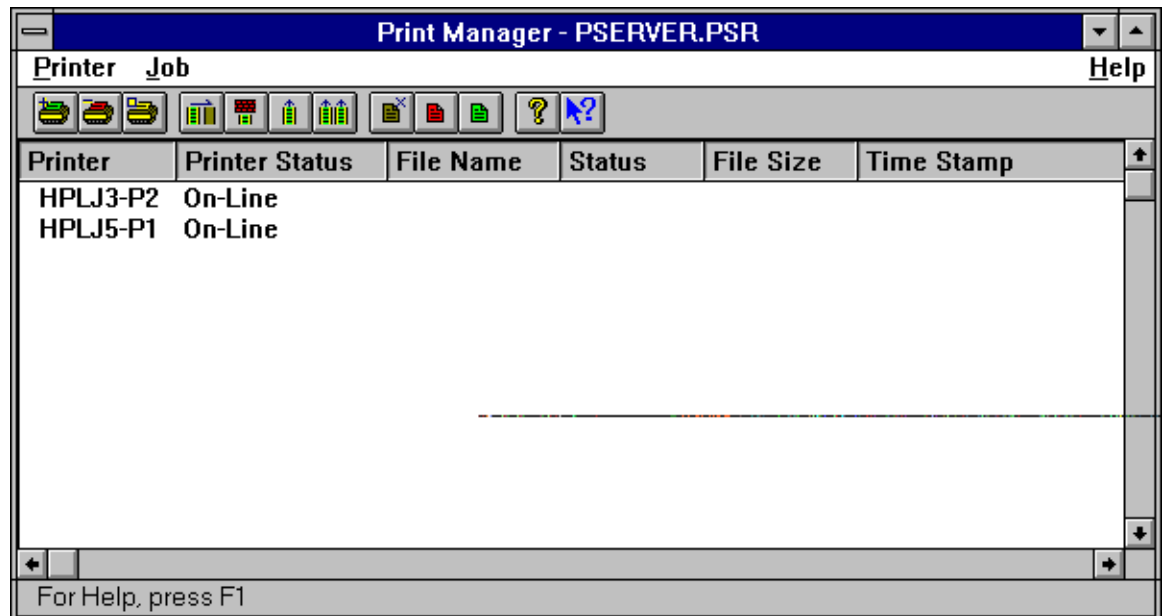 Print Manager - PSERVER.PSR
Printer Job Help
Printer Printer Status File Name Status File Size Time Stamp
HPLJ3-P2 On-Line
HPLJ5-P1 On-Line
For Help, press F1